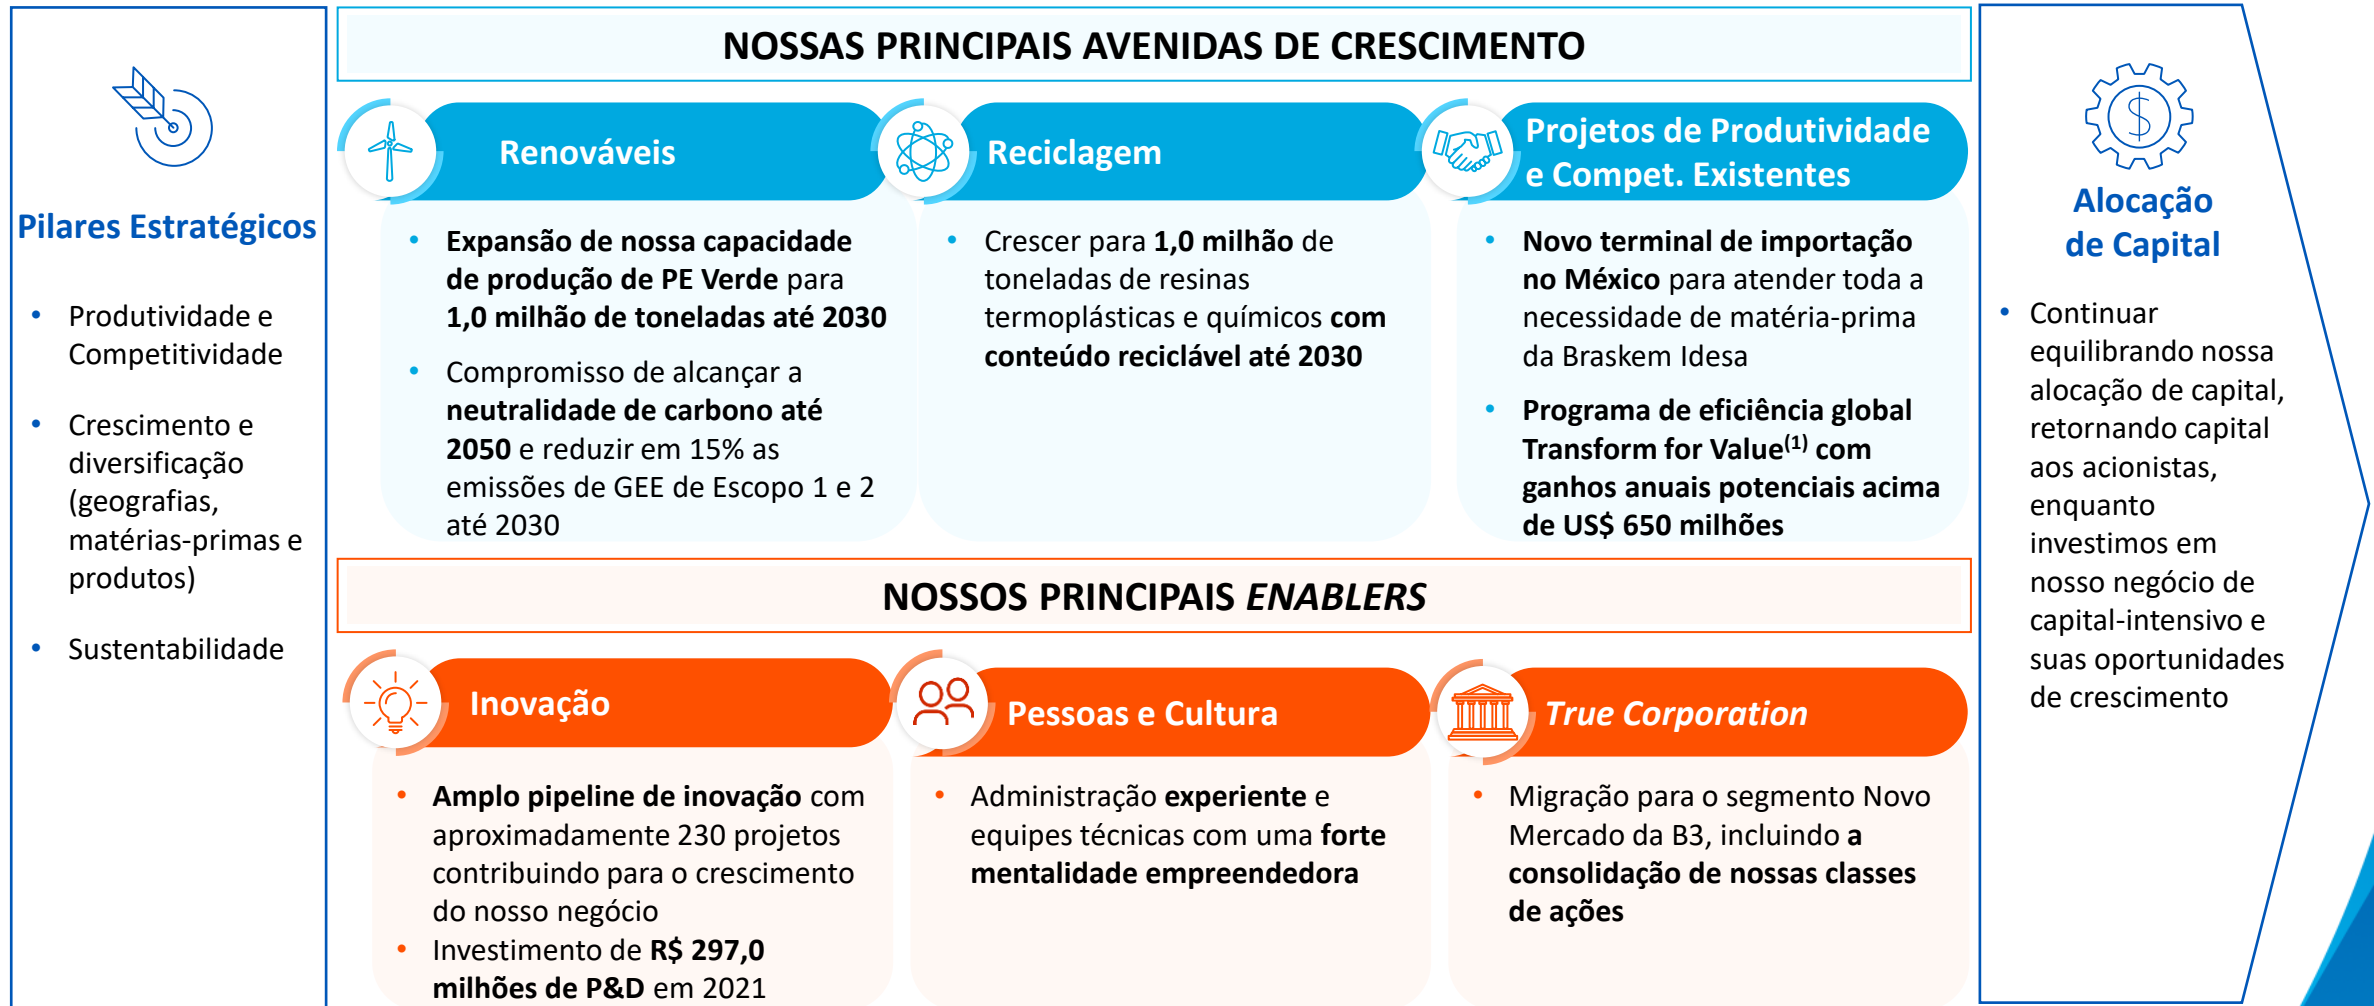 Pilares Estratégicos
• Produtividade e
Competitividade
• Crescimento e
diversificação
(geografias,
matérias-primas e
produtos)
• Sustentabilidade
NOSSAS PRINCIPAIS AVENIDAS DE CRESCIMENTO
Renováveis
• Expansão de nossa capacidade
de produção de PE Verde para
1,0 milhão de toneladas até 2030
• Compromisso de alcançar a
neutralidade de carbono até
2050 e reduzir em 15% as
emissões de GEE de Escopo 1 e 2
até 2030
Reciclagem
• Crescer para 1,0 milhão de
toneladas de resinas
termoplásticas e químicos com
conteúdo reciclável até 2030
Projetos de Produtividade
e Compet. Existentes
• Novo terminal de importação
no México para atender toda a
necessidade de matéria-prima
da Braskem Idesa
• Programa de eficiência global
Transform for Value(1) com
ganhos anuais potenciais acima
de US$ 650 milhões
NOSSOS PRINCIPAIS ENABLERS
Inovação
• Amplo pipeline de inovação com
aproximadamente 230 projetos
contribuindo para o crescimento
do nosso negócio
• Investimento de R$ 297,0
milhões de P&D em 2021
Pessoas e Cultura
• Administração experiente e
equipes técnicas com uma forte
mentalidade empreendedora
True Corporation
• Migração para o segmento Novo
Mercado da B3, incluindo a
consolidação de nossas classes
de ações
$
Alocação
de Capital
• Continuar
equilibrando nossa
alocação de capital,
retornando capital
aos acionistas,
enquanto
investimos em
nosso negócio de
capital-intensivo e
suas oportunidades
de crescimento